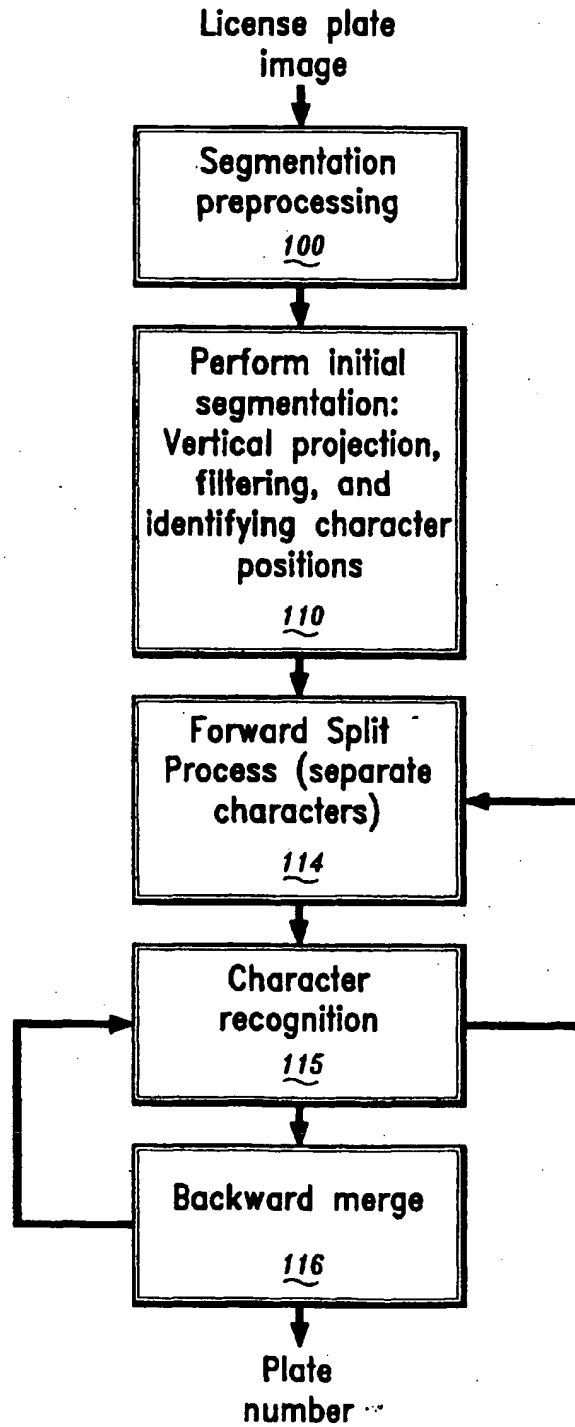 License plate
image
Segmentation
preprocessing
100
Perform initial
segmentation:
Vertical projection,
filtering, and
identifying character
positions
110
Forward Split
Process (separate
characters)
114
Character
recognition
115
Backward merge
116
Plate
number